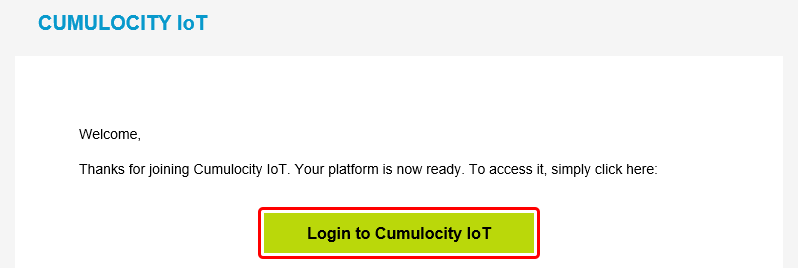 CUMULOCITY IoT
Welcome,
Thanks for joining Cumulocity IoT. Your platform is now ready. To access it, simply click here:
Login to Cumulocity IoT